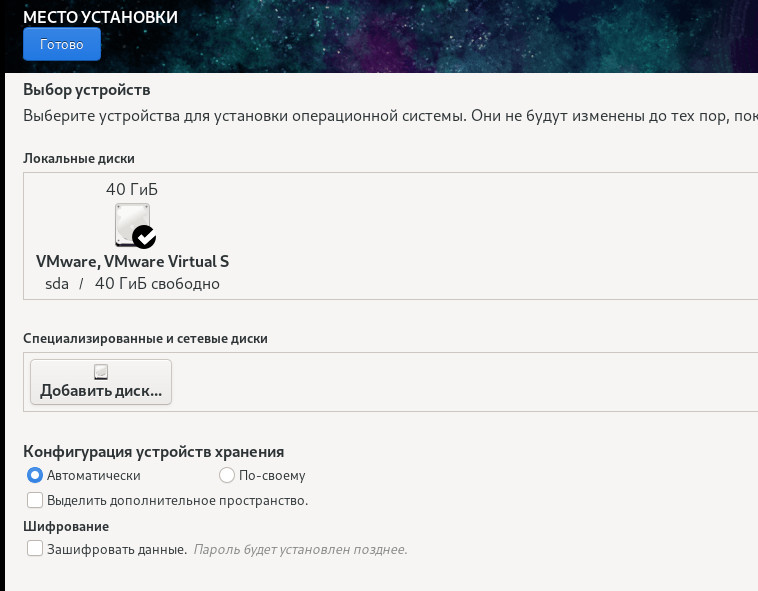 МЕСТО УСТАНОВКИ
Готово
Выбор устройств
Выберите устройства для установки операционной системы. Они не будут изменены до тех пор, пок
Локальные диски
40 ГиБ
VMware, VMware Virtual S
sda / 40 ГиБ свободно
Специализированные и сетевые диски
Добавить диск...
Конфигурация устройств хранения
Автоматически По-своему
Выделить дополнительное пространство.
Шифрование
Зашифровать данные. Пароль будет установлен позднее.